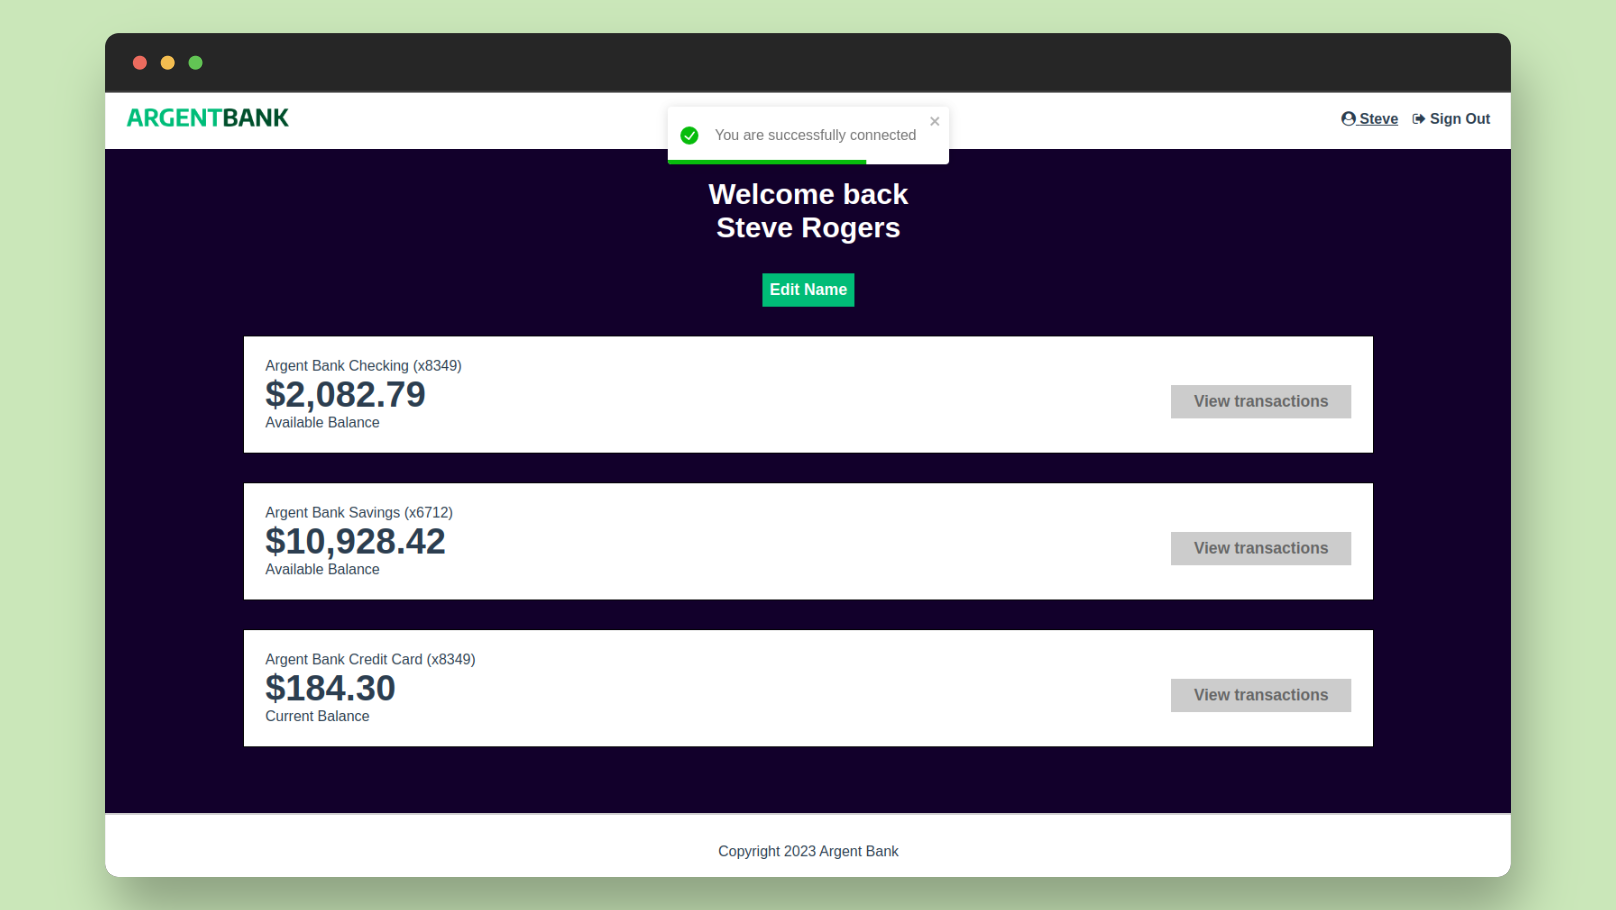 ARGENTBANK
You are successfully connected
Steve
Sign Out
Welcome back
Steve Rogers
Edit Name
Argent Bank Checking (x8349)
$2,082.79
Available Balance
View transactions
Argent Bank Savings (x6712)
$10,928.42
Available Balance
View transactions
Argent Bank Credit Card (x8349)
$184.30
Current Balance
View transactions
Copyright 2023 Argent Bank